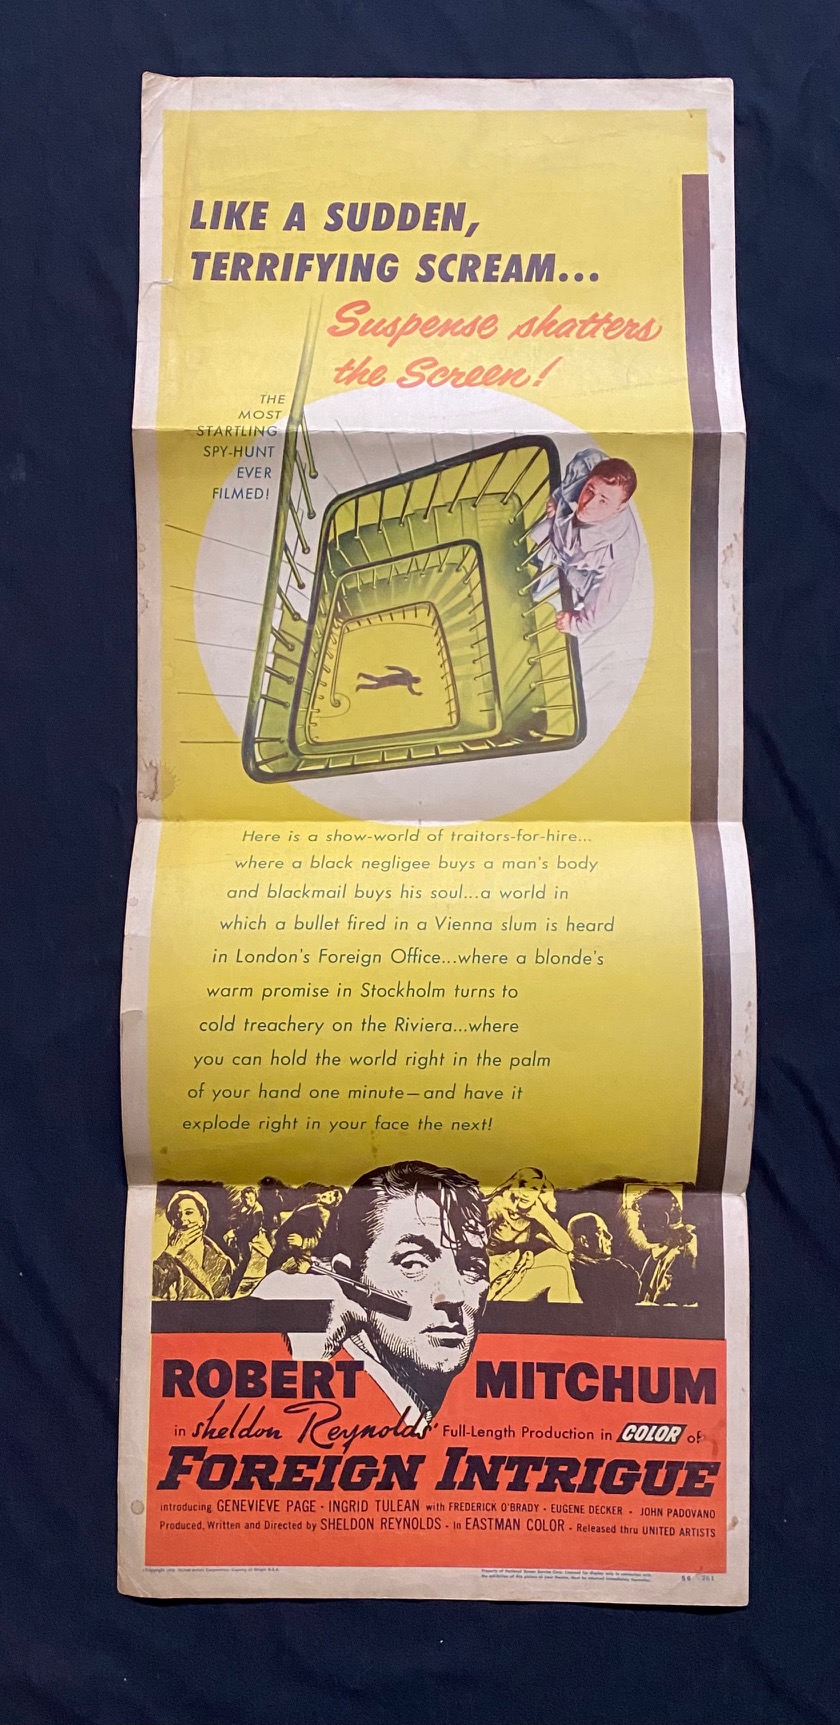 LIKE A SUDDEN,
TERRIFYING SCREAM...
Suspense shatters
the Screen!
THE
MOST
STARTLING
SPY-HUNT
EVER
FILMED!
Here is a show-world of traitors-for-hire...
where a black negligee buys a man's body
and blackmail buys his soul...a world in
which a bullet fired in a Vienna slum is heard
in London's Foreign Office...where a blonde's
warm promise in Stockholm turns to
cold treachery on the Riviera...where
you can hold the world right in the palm
of your hand one minute—and have it
explode right in your face the next!
ROBERT MITCHUM
in Sheldon Reynolds' Full-Length Production in COLOR of
FOREIGN INTRIGUE
introducing GENEVIEVE PAGE - INGRID TULEAN with FREDERICK O'BRADY - EUGENE DECKER - JOHN PADOVANO
Produced, Written and Directed by SHELDON REYNOLDS - In EASTMAN COLOR - Released thru UNITED ARTISTS
56 261